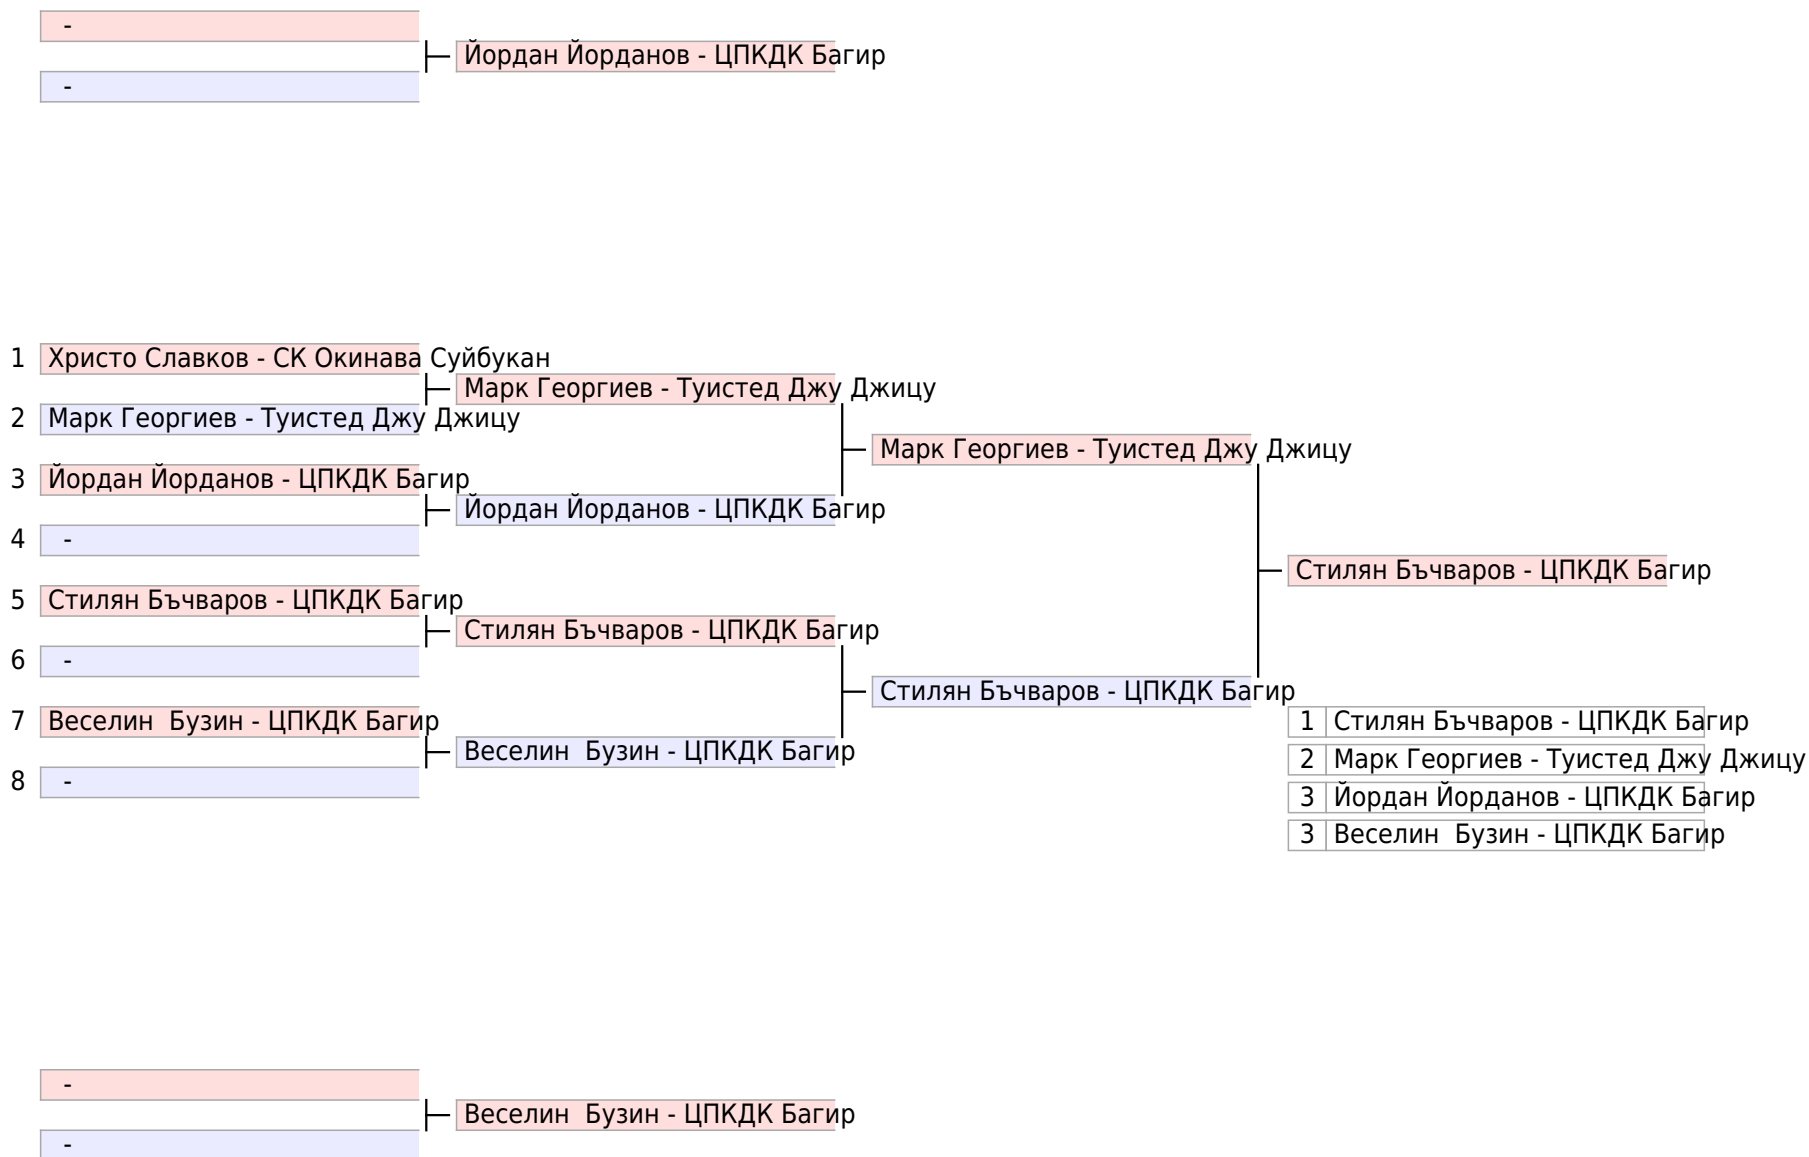 -
Йордан Йорданов - ЦПКДК Багир
-
1 Христо Славков - СК Окинава Суйбукан
Марк Георгиев - Туистед Джу Джицу
2 Марк Георгиев - Туистед Джу Джицу
Марк Георгиев - Туистед Джу Джицу
3 Йордан Йорданов - ЦПКДК Багир
Йордан Йорданов - ЦПКДК Багир
4 -
Стилян Бъчваров - ЦПКДК Багир
5 Стилян Бъчваров - ЦПКДК Багир
Стилян Бъчваров - ЦПКДК Багир
6 -
Стилян Бъчваров - ЦПКДК Багир
7 Веселин  Бузин - ЦПКДК Багир
1 Стилян Бъчваров - ЦПКДК Багир
Веселин  Бузин - ЦПКДК Багир
2 Марк Георгиев - Туистед Джу Джицу
8 -
3 Йордан Йорданов - ЦПКДК Багир
3 Веселин  Бузин - ЦПКДК Багир
-
Веселин  Бузин - ЦПКДК Багир
-